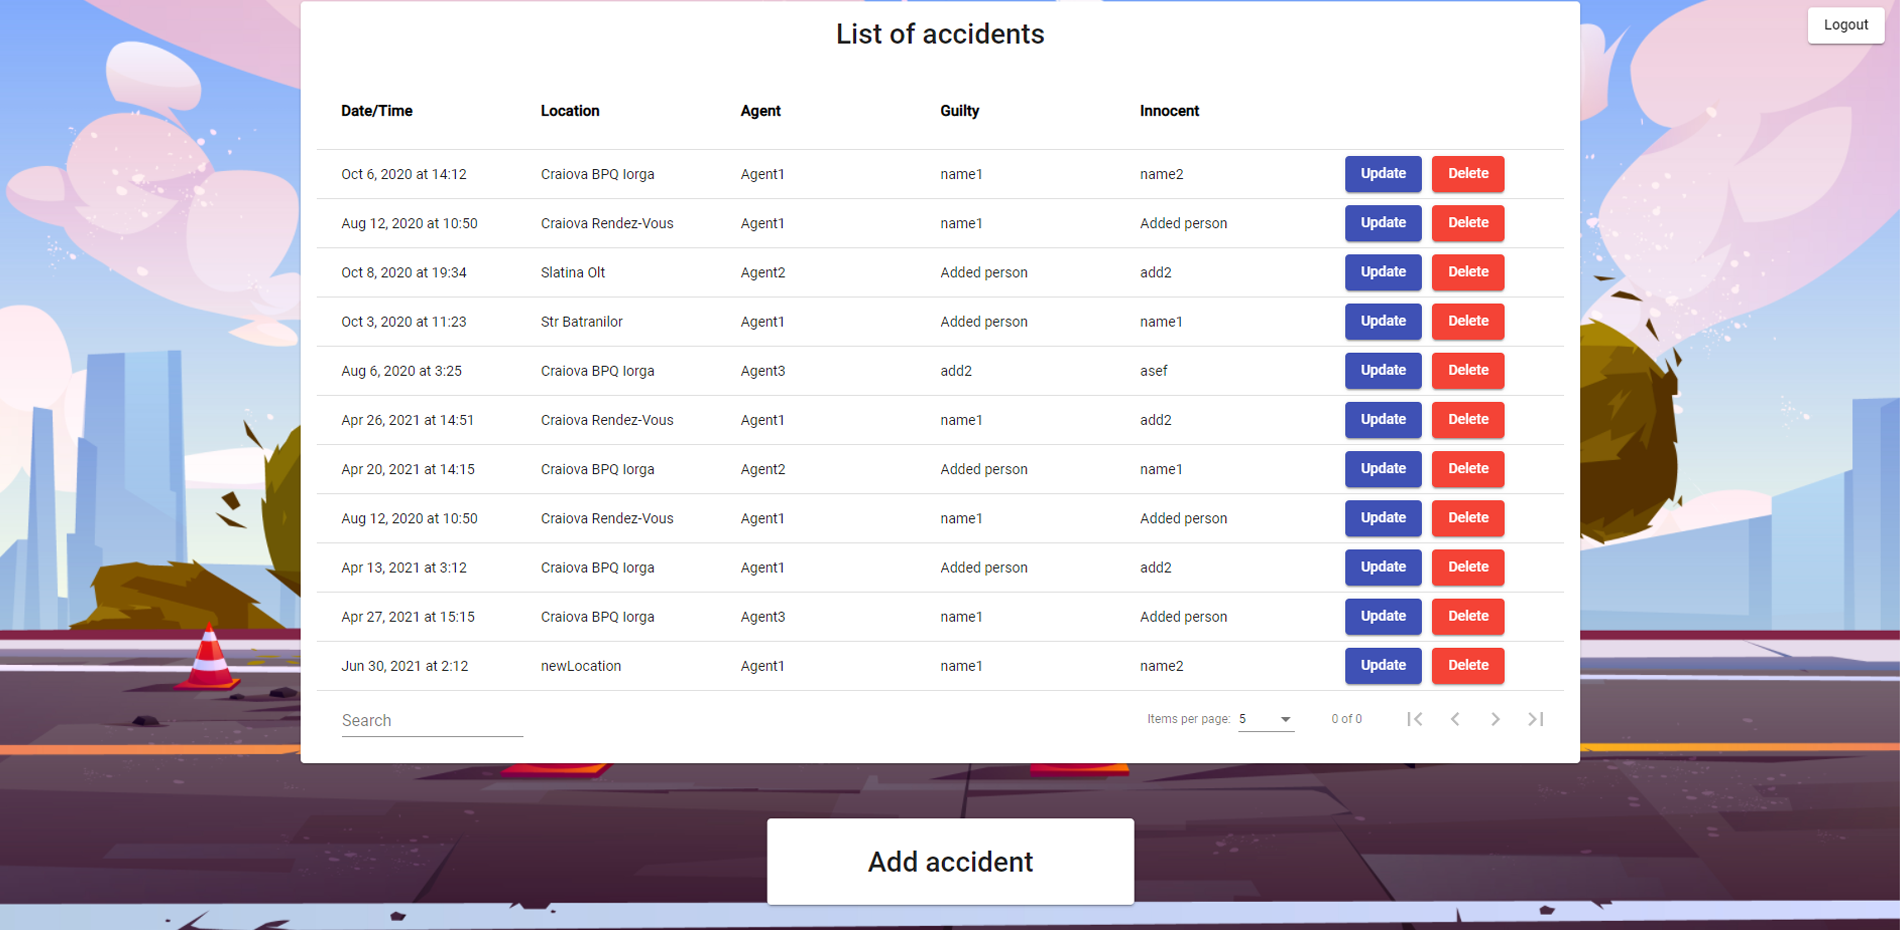 Logout
List of accidents
Date/Time Location Agent Guilty Innocent
Oct 6, 2020 at 14:12 Craiova BPQ Iorga Agent1 name1 name2 Update Delete
Aug 12, 2020 at 10:50 Craiova Rendez-Vous Agent1 name1 Added person Update Delete
Oct 8, 2020 at 19:34 Slatina Olt Agent2 Added person add2 Update Delete
Oct 3, 2020 at 11:23 Str Batranilor Agent1 Added person name1 Update Delete
Aug 6, 2020 at 3:25 Craiova BPQ Iorga Agent3 add2 asef Update Delete
Apr 26, 2021 at 14:51 Craiova Rendez-Vous Agent1 name1 add2 Update Delete
Apr 20, 2021 at 14:15 Craiova BPQ Iorga Agent2 Added person name1 Update Delete
Aug 12, 2020 at 10:50 Craiova Rendez-Vous Agent1 name1 Added person Update Delete
Apr 13, 2021 at 3:12 Craiova BPQ Iorga Agent1 Added person add2 Update Delete
Apr 27, 2021 at 15:15 Craiova BPQ Iorga Agent3 name1 Added person Update Delete
Jun 30, 2021 at 2:12 newLocation Agent1 name1 name2 Update Delete
Search Items per page: 5 0 of 0
Add accident